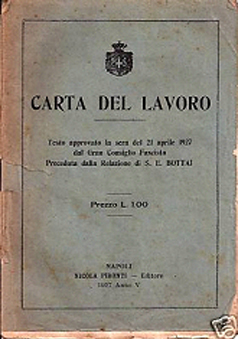 CARTA DEL LAVORO
Testo approvato la sera del 21 aprile 1927
dal Gran Consiglio Fascista
Preceduta dalla Relazione di S. E. BOTTAI
Prezzo L. 1.00
NAPOLI
NICOLA PIRONTI — Editore
1927 Anno V